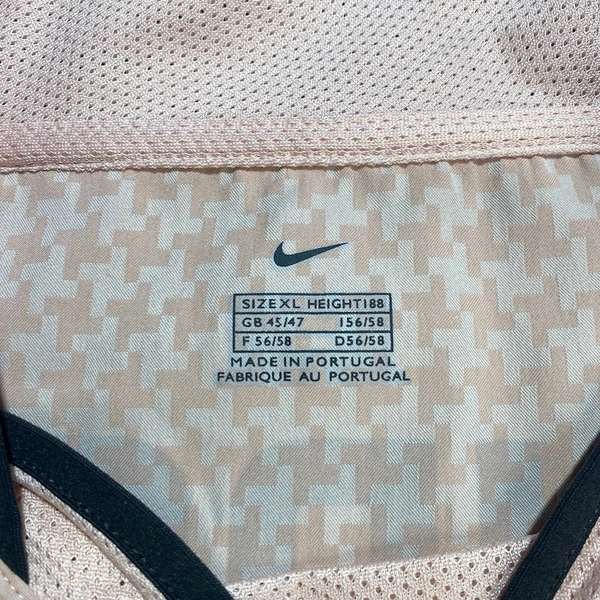 SIZE XL HEIGHT 188
GB 45/47 I 56/58
F 56/58 D 56/58
MADE IN PORTUGAL
FABRIQUE AU PORTUGAL